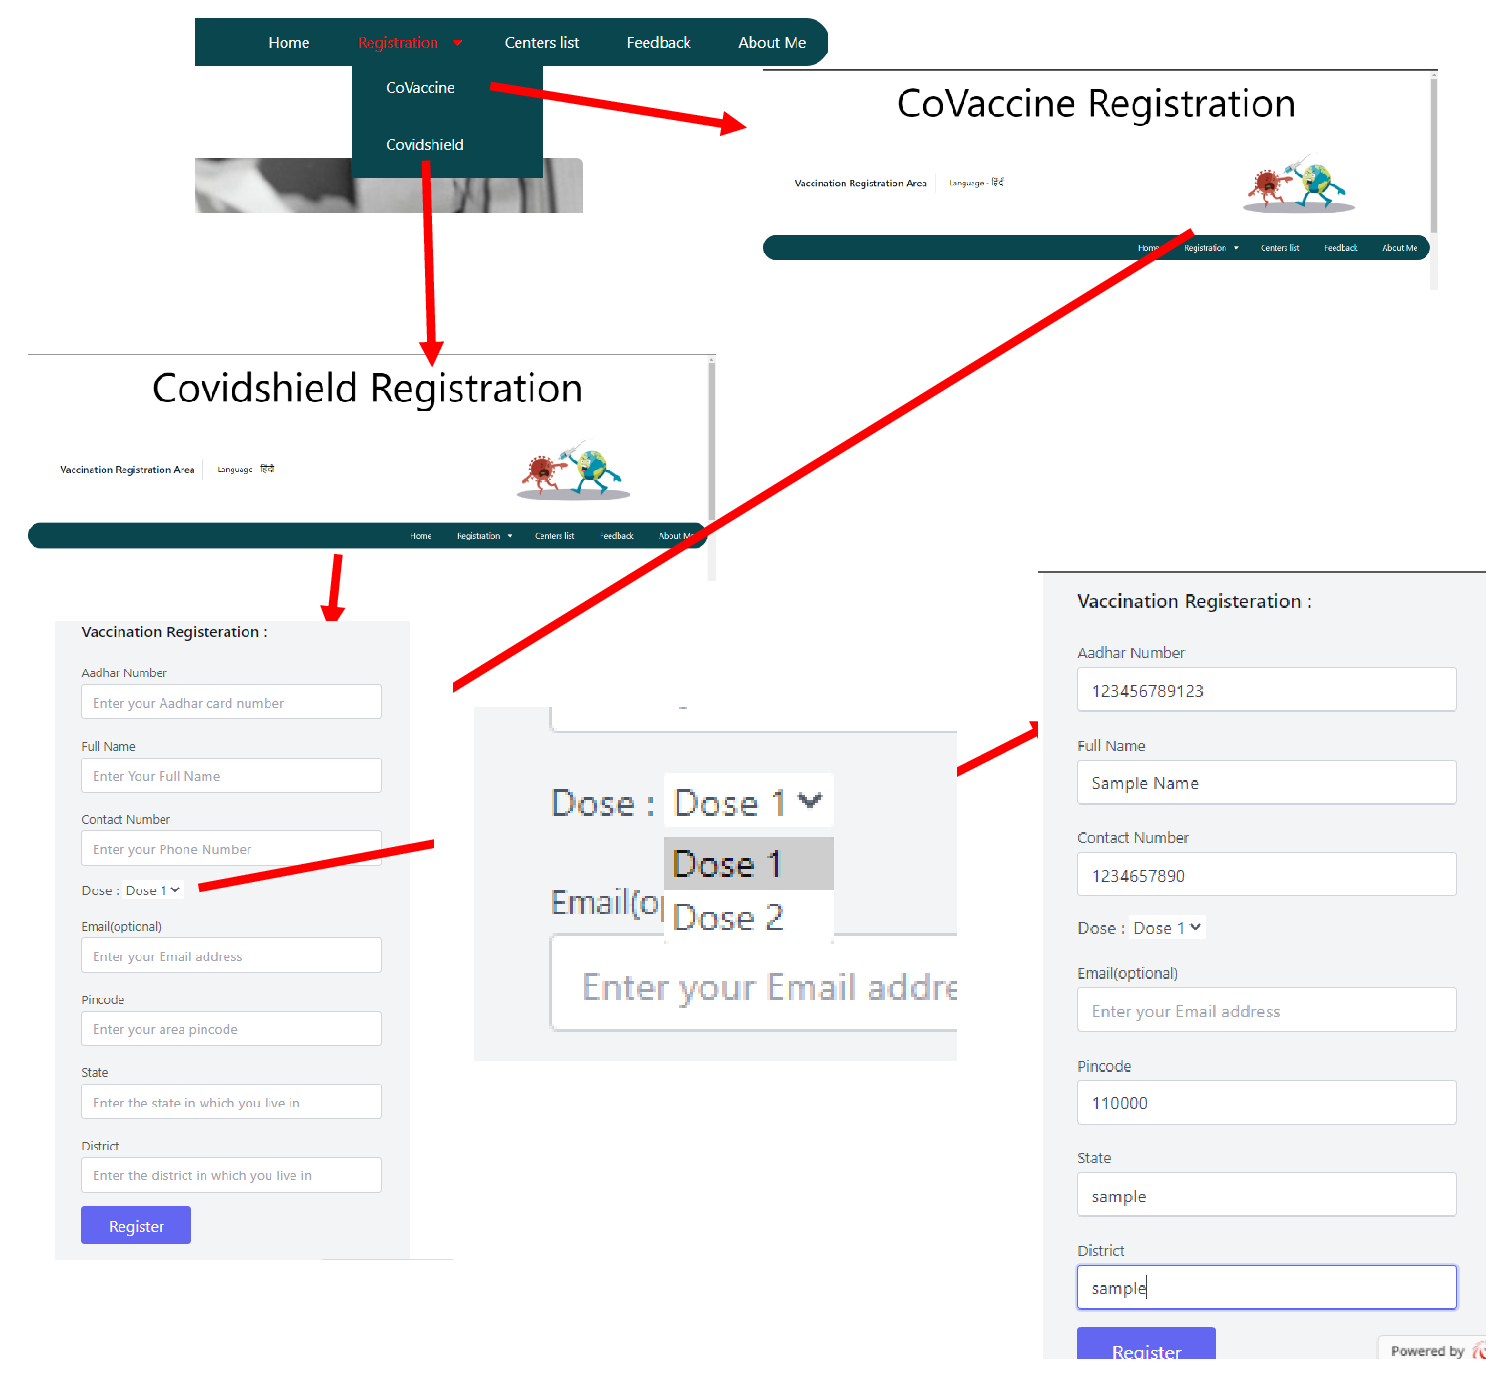 Home Registration Centers list Feedback About Me
CoVaccine
Covidshield
CoVaccine Registration
Vaccination Registration Area Language - हिंदी
Home Registration Centers list Feedback About Me
Covidshield Registration
Vaccination Registration Area Language हिंदी
Home Registration Centers list Feedback About Me
Vaccination Registeration :
Aadhar Number
Enter your Aadhar card number
Full Name
Enter Your Full Name
Contact Number
Enter your Phone Number
Dose : Dose 1
Email(optional)
Enter your Email address
Pincode
Enter your area pincode
State
Enter the state in which you live in
District
Enter the district in which you live in
Register
Dose : Dose 1
Dose 1
Dose 2
Email(o
Enter your Email addre
Vaccination Registeration :
Aadhar Number
123456789123
Full Name
Sample Name
Contact Number
1234657890
Dose : Dose 1
Email(optional)
Enter your Email address
Pincode
110000
State
sample
District
sample
Register
Powered by